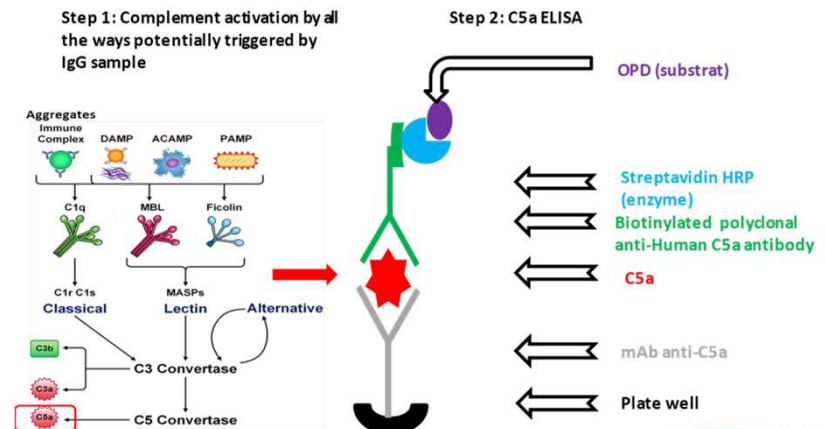 Step 1: Complement activation by all
the ways potentially triggered by
IgG sample
Step 2: C5a ELISA
OPD (substrat)
Aggregates
Immune
Complex
DAMP
ACAMP
PAMP
C1q
MBL
Ficolin
C1r C1s
MASPs
Classical
Lectin
Alternative
C3b
C3 Convertase
C3a
C5a
C5 Convertase
Streptavidin HRP
(enzyme)
Biotinylated polyclonal
anti-Human C5a antibody
C5a
mAb anti-C5a
Plate well